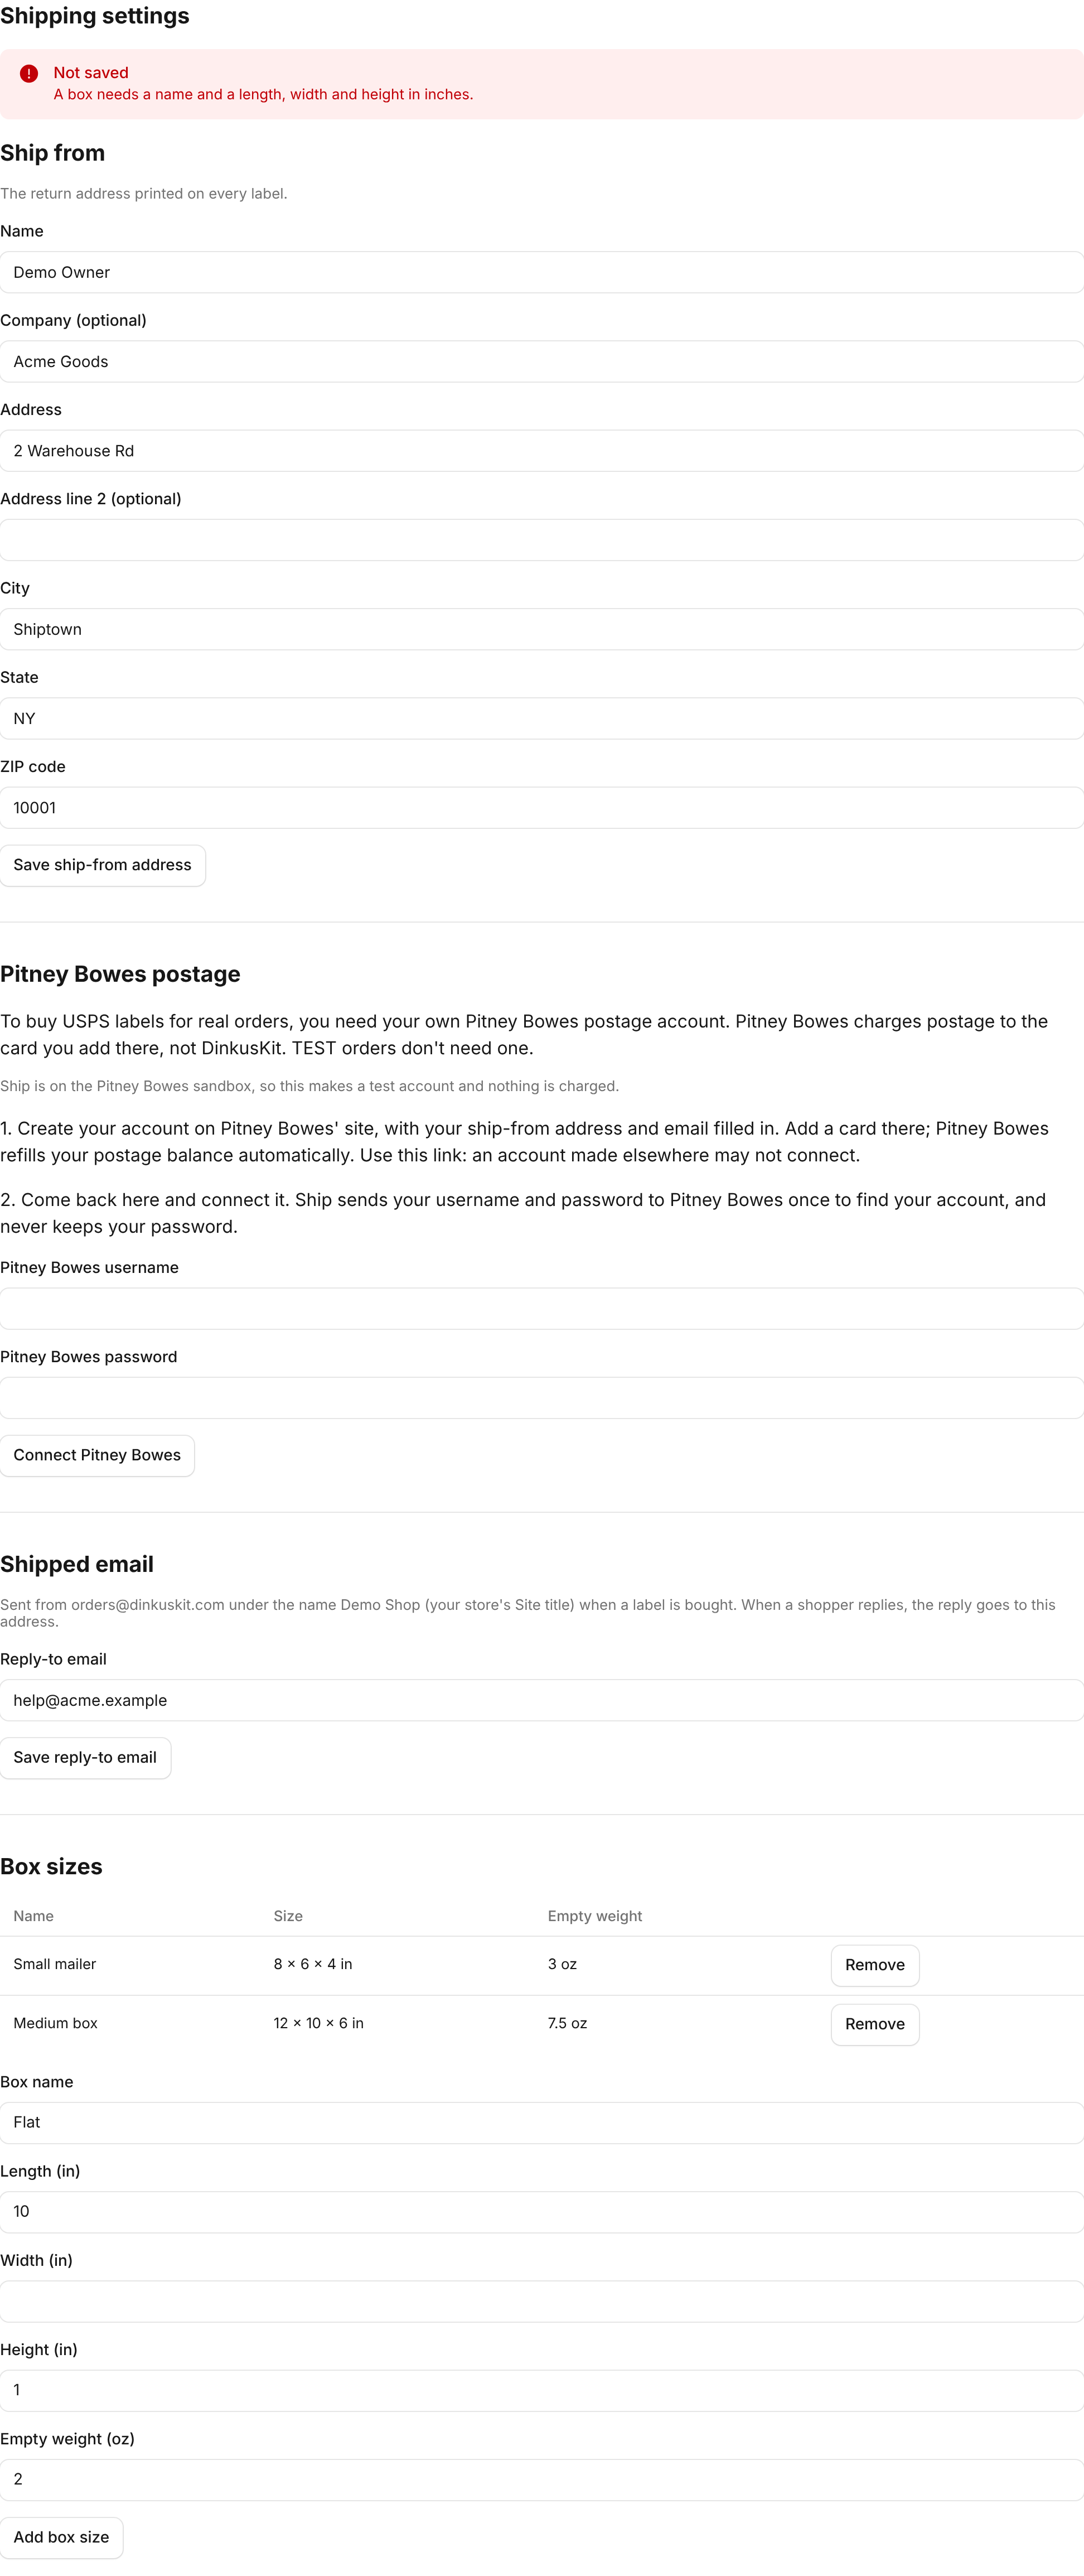 Shipping settings
Not saved
A box needs a name and a length, width and height in inches.
Ship from
The return address printed on every label.
Name
Demo Owner
Company (optional)
Acme Goods
Address
2 Warehouse Rd
Address line 2 (optional)
City
Shiptown
State
NY
ZIP code
10001
Save ship-from address
Pitney Bowes postage
To buy USPS labels for real orders, you need your own Pitney Bowes postage account. Pitney Bowes charges postage to the
card you add there, not DinkusKit. TEST orders don't need one.
Ship is on the Pitney Bowes sandbox, so this makes a test account and nothing is charged.
1. Create your account on Pitney Bowes' site, with your ship-from address and email filled in. Add a card there; Pitney Bowes
refills your postage balance automatically. Use this link: an account made elsewhere may not connect.
2. Come back here and connect it. Ship sends your username and password to Pitney Bowes once to find your account, and
never keeps your password.
Pitney Bowes username
Pitney Bowes password
Connect Pitney Bowes
Shipped email
Sent from orders@dinkuskit.com under the name Demo Shop (your store's Site title) when a label is bought. When a shopper replies, the reply goes to this
address.
Reply-to email
help@acme.example
Save reply-to email
Box sizes
Name Size Empty weight
Small mailer 8 × 6 × 4 in 3 oz Remove
Medium box 12 × 10 × 6 in 7.5 oz Remove
Box name
Flat
Length (in)
10
Width (in)
Height (in)
1
Empty weight (oz)
2
Add box size